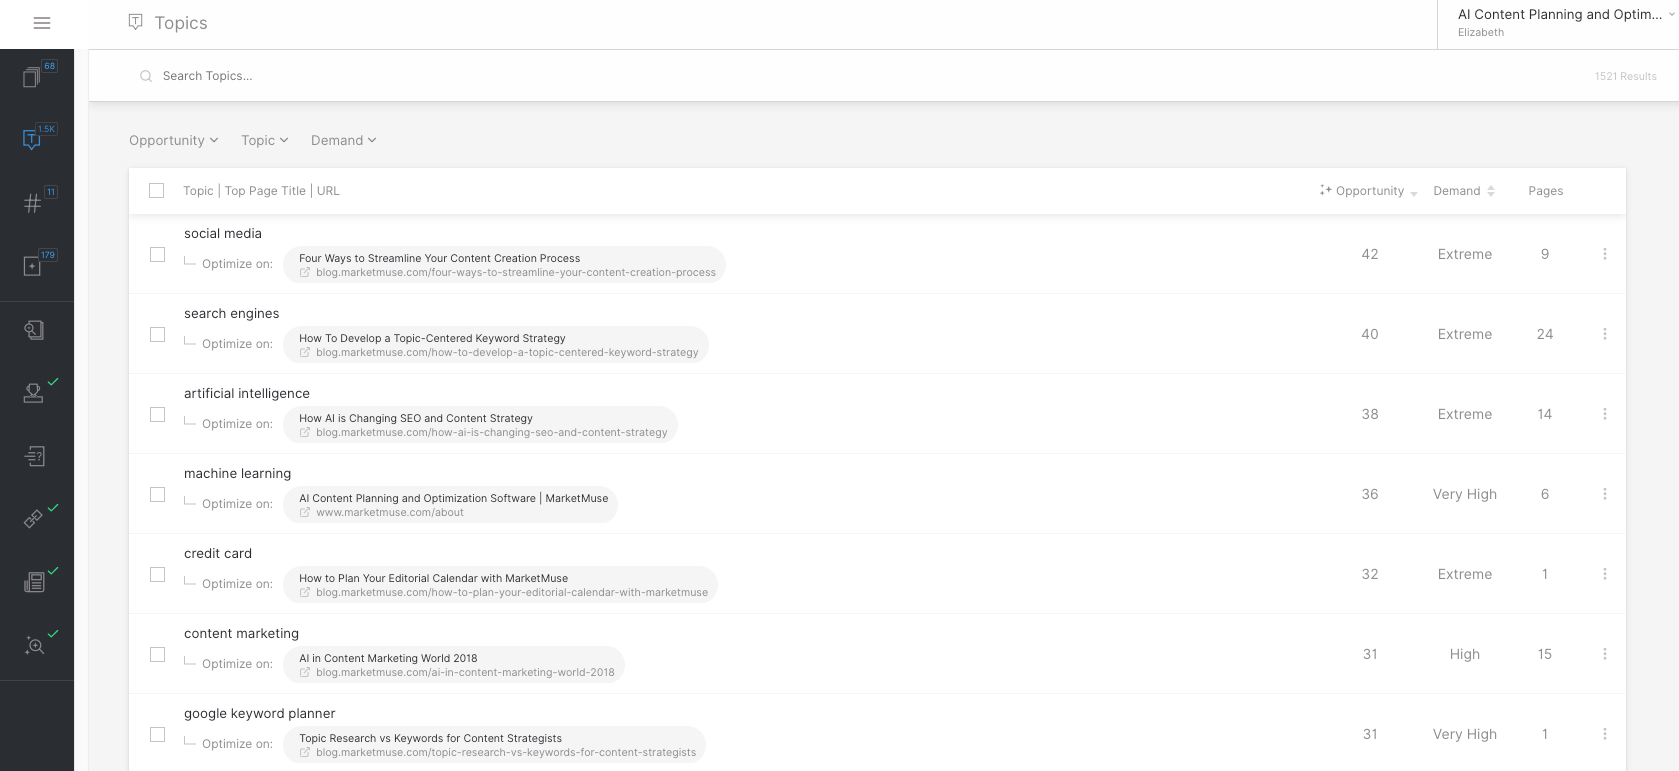 Topics
AI Content Planning and Optim...
Elizabeth
68
Search Topics...
1521 Results
1.5K
Opportunity Topic Demand
11
Topic | Top Page Title | URL Opportunity Demand Pages
179
social media
Optimize on: Four Ways to Streamline Your Content Creation Process
blog.marketmuse.com/four-ways-to-streamline-your-content-creation-process
42 Extreme 9
search engines
Optimize on: How To Develop a Topic-Centered Keyword Strategy
blog.marketmuse.com/how-to-develop-a-topic-centered-keyword-strategy
40 Extreme 24
artificial intelligence
Optimize on: How AI is Changing SEO and Content Strategy
blog.marketmuse.com/how-ai-is-changing-seo-and-content-strategy
38 Extreme 14
machine learning
Optimize on: AI Content Planning and Optimization Software | MarketMuse
www.marketmuse.com/about
36 Very High 6
credit card
Optimize on: How to Plan Your Editorial Calendar with MarketMuse
blog.marketmuse.com/how-to-plan-your-editorial-calendar-with-marketmuse
32 Extreme 1
content marketing
Optimize on: AI in Content Marketing World 2018
blog.marketmuse.com/ai-in-content-marketing-world-2018
31 High 15
google keyword planner
Optimize on: Topic Research vs Keywords for Content Strategists
blog.marketmuse.com/topic-research-vs-keywords-for-content-strategists
31 Very High 1